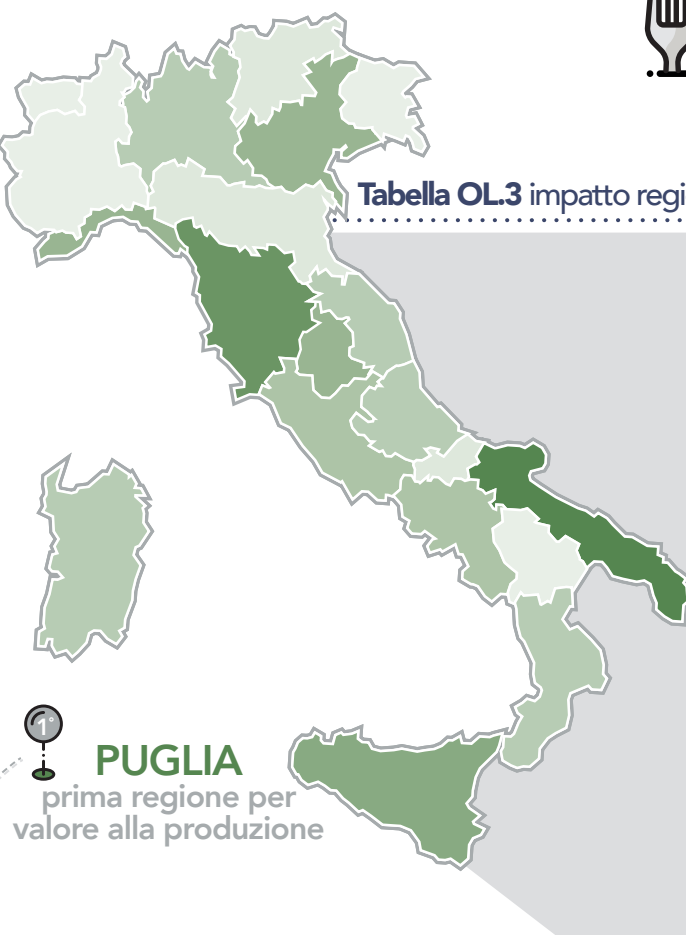 Tabella OL.3 impatto regi
1°
PUGLIA
prima regione per
valore alla produzione